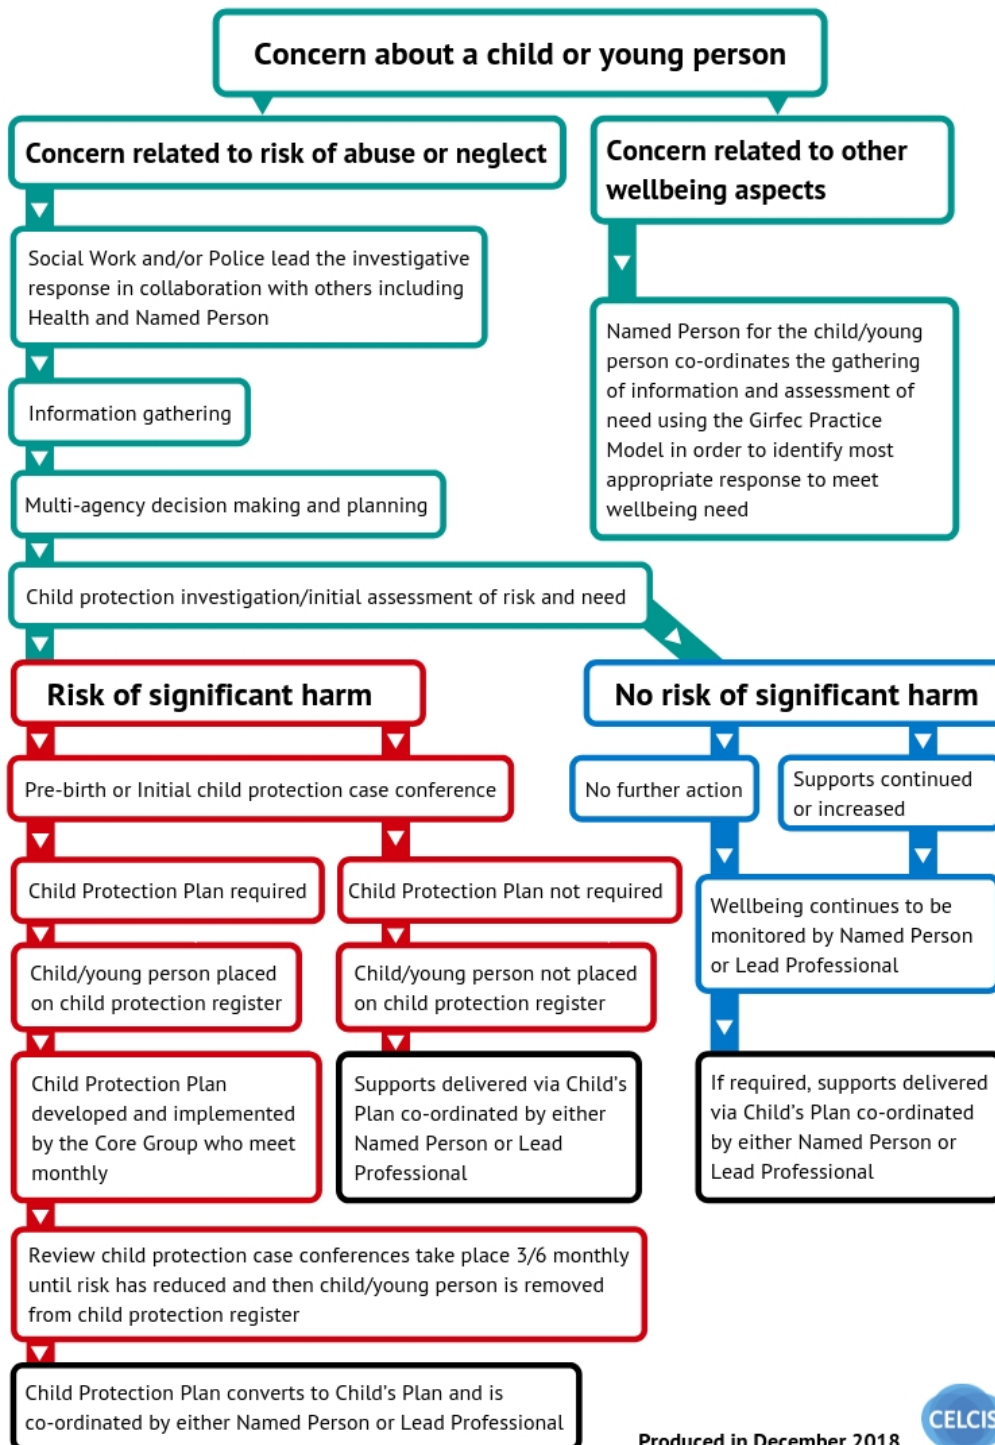 Concern about a child or young person
Concern related to risk of abuse or neglect
Concern related to other
wellbeing aspects
Social Work and/or Police lead the investigative
response in collaboration with others including
Health and Named Person
Named Person for the child/young
person co-ordinates the gathering
of information and assessment of
need using the Girfec Practice
Model in order to identify most
appropriate response to meet
wellbeing need
Information gathering
Multi-agency decision making and planning
Child protection investigation/initial assessment of risk and need
Risk of significant harm
No risk of significant harm
Pre-birth or Initial child protection case conference
No further action
Supports continued
or increased
Child Protection Plan required
Child Protection Plan not required
Wellbeing continues to be
monitored by Named Person
or Lead Professional
Child/young person placed
on child protection register
Child/young person not placed
on child protection register
Child Protection Plan
developed and implemented
by the Core Group who meet
monthly
Supports delivered via Child's
Plan co-ordinated by either
Named Person or Lead
Professional
If required, supports delivered
via Child's Plan co-ordinated
by either Named Person or
Lead Professional
Review child protection case conferences take place 3/6 monthly
until risk has reduced and then child/young person is removed
from child protection register
Child Protection Plan converts to Child's Plan and is
co-ordinated by either Named Person or Lead Professional
CELCIS
Produced in December 2018